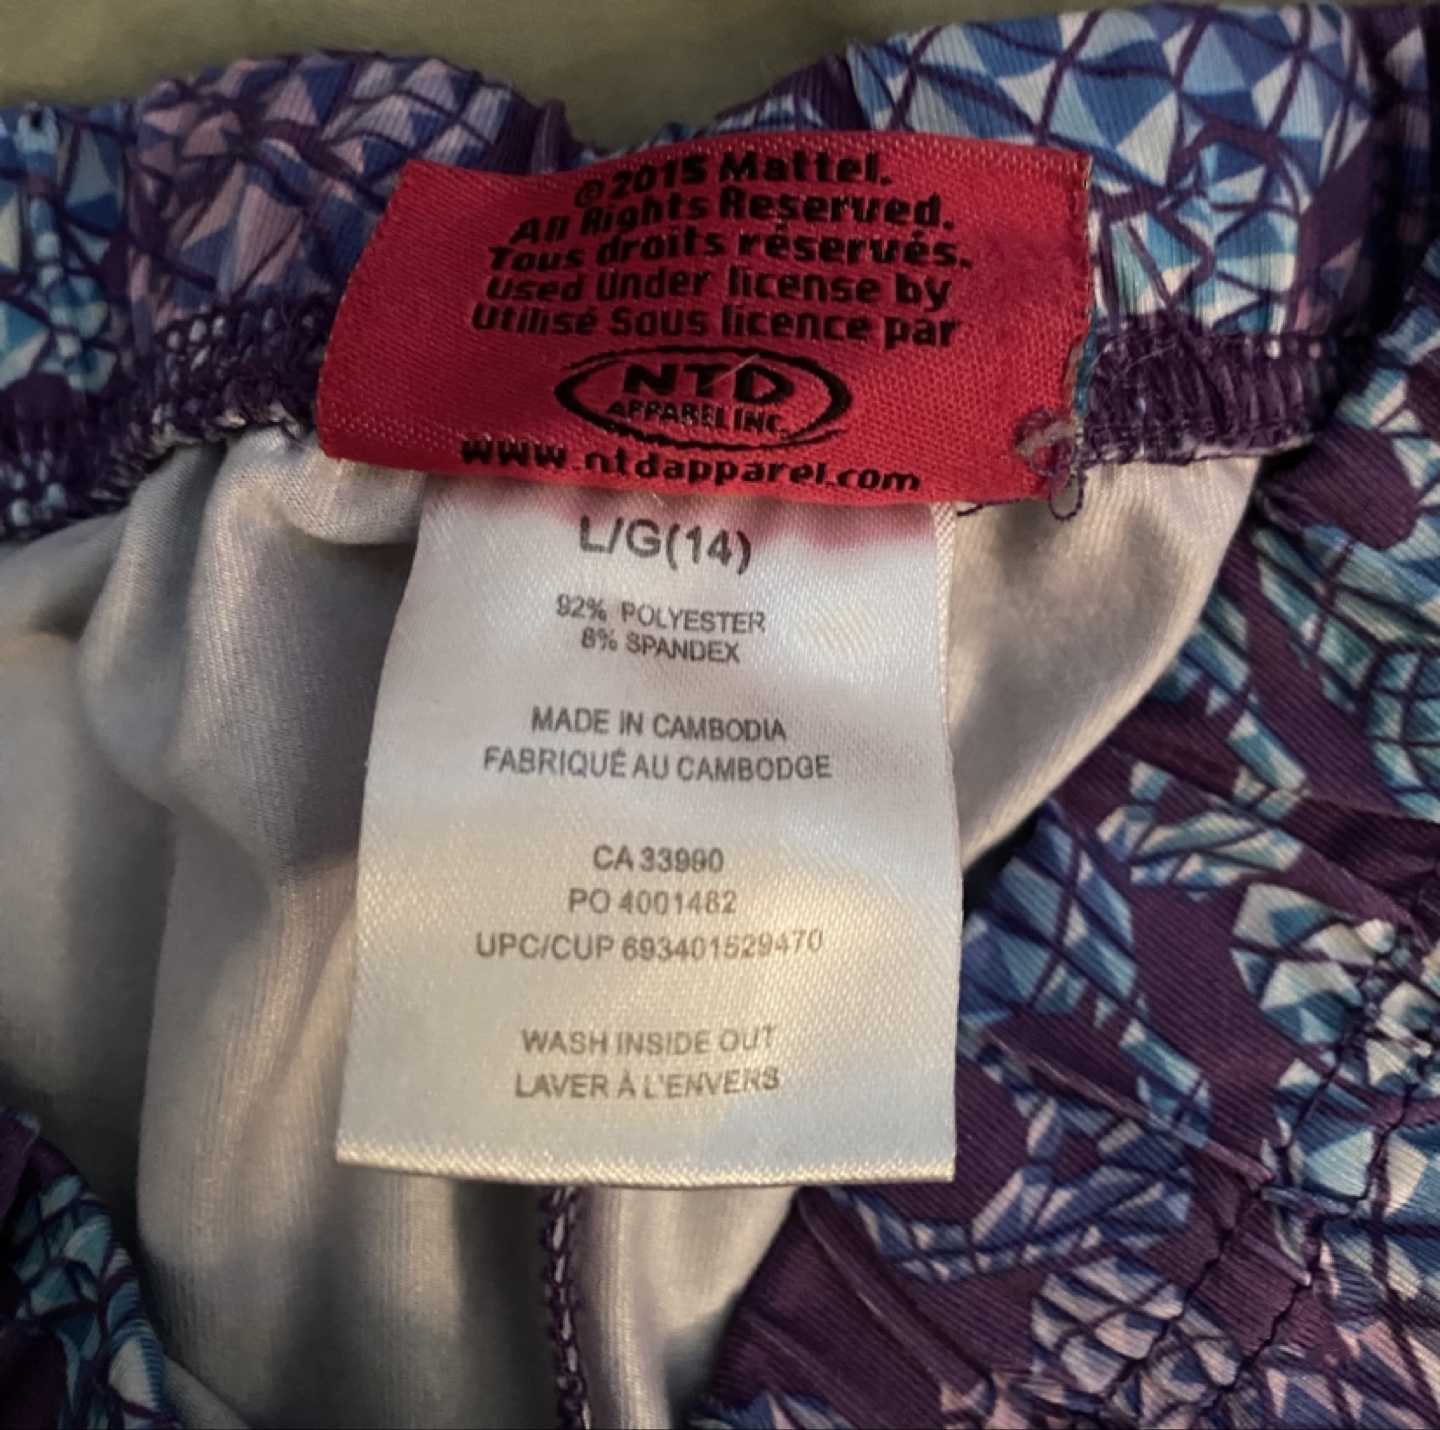 © 2015 Mattel.
All Rights Reserved.
Tous droits réservés.
Used Under license by
Utilisé Sous licence par
NTD
APPAREL INC.
www.ntdapparel.com
L/G(14)
92% POLYESTER
8% SPANDEX
MADE IN CAMBODIA
FABRIQUÉ AU CAMBODGE
CA 33990
PO 4001482
UPC/CUP 693401529470
WASH INSIDE OUT
LAVER À L'ENVERS